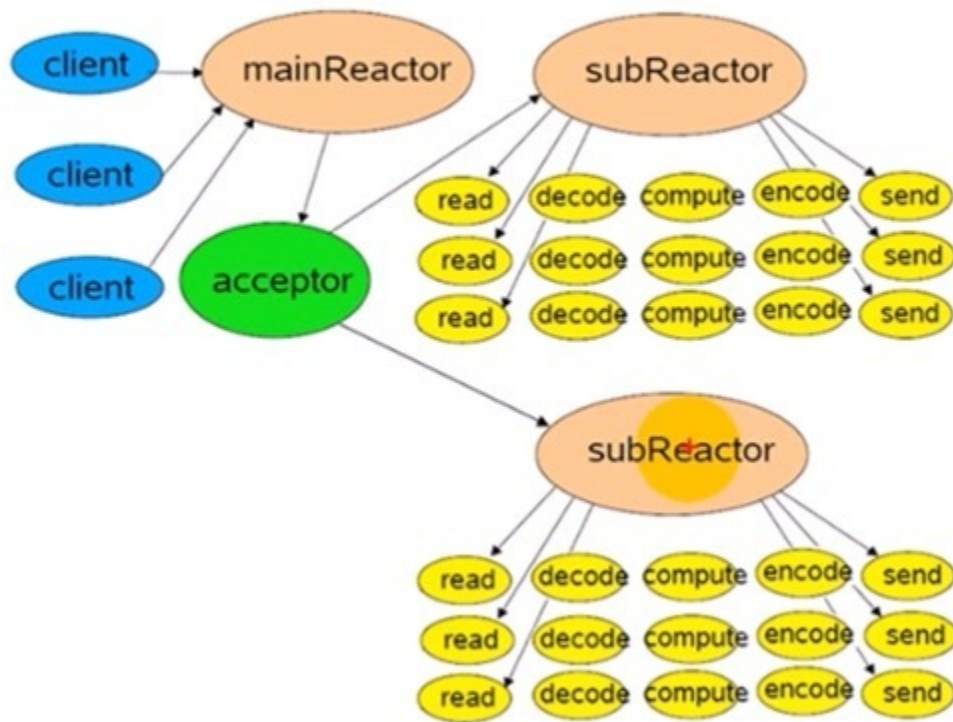 client
mainReactor
subReactor
client
read decode compute encode send
acceptor
read decode compute encode send
client
read decode compute encode send
subReactor
read decode compute encode send
read decode compute encode send
read decode compute encode send